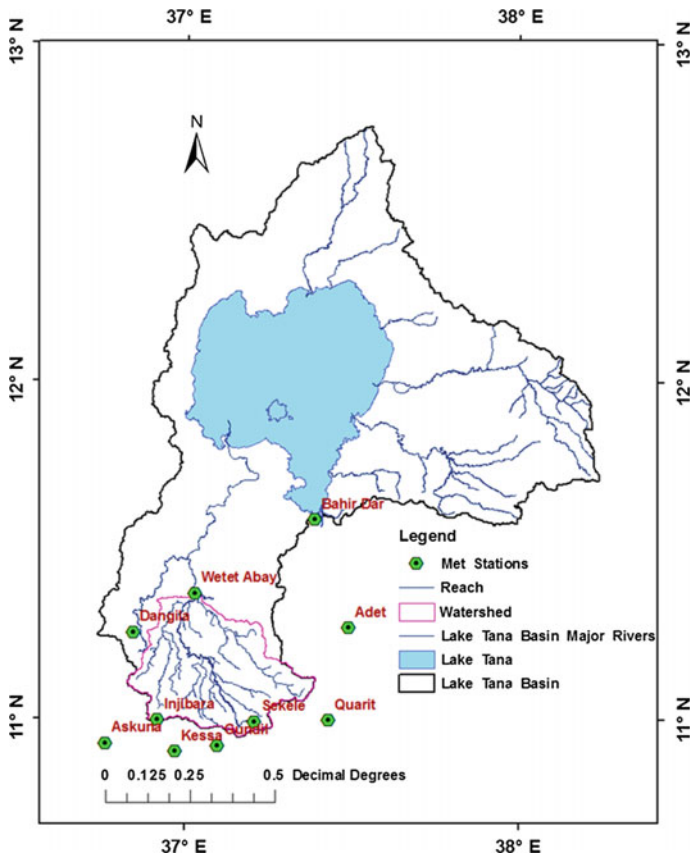 37° E
38° E
13° N
13° N
N
12° N
12° N
Bahir Dar
Legend
Met Stations
Wetet Abay
Reach
Watershed
Dangila
Adet
Lake Tana Basin Major Rivers
Lake Tana
Lake Tana Basin
11° N
11° N
Injibara
Sekele
Quarit
Askuna
Kessa
Gundil
0 0.125 0.25 0.5 Decimal Degrees
37° E
38° E